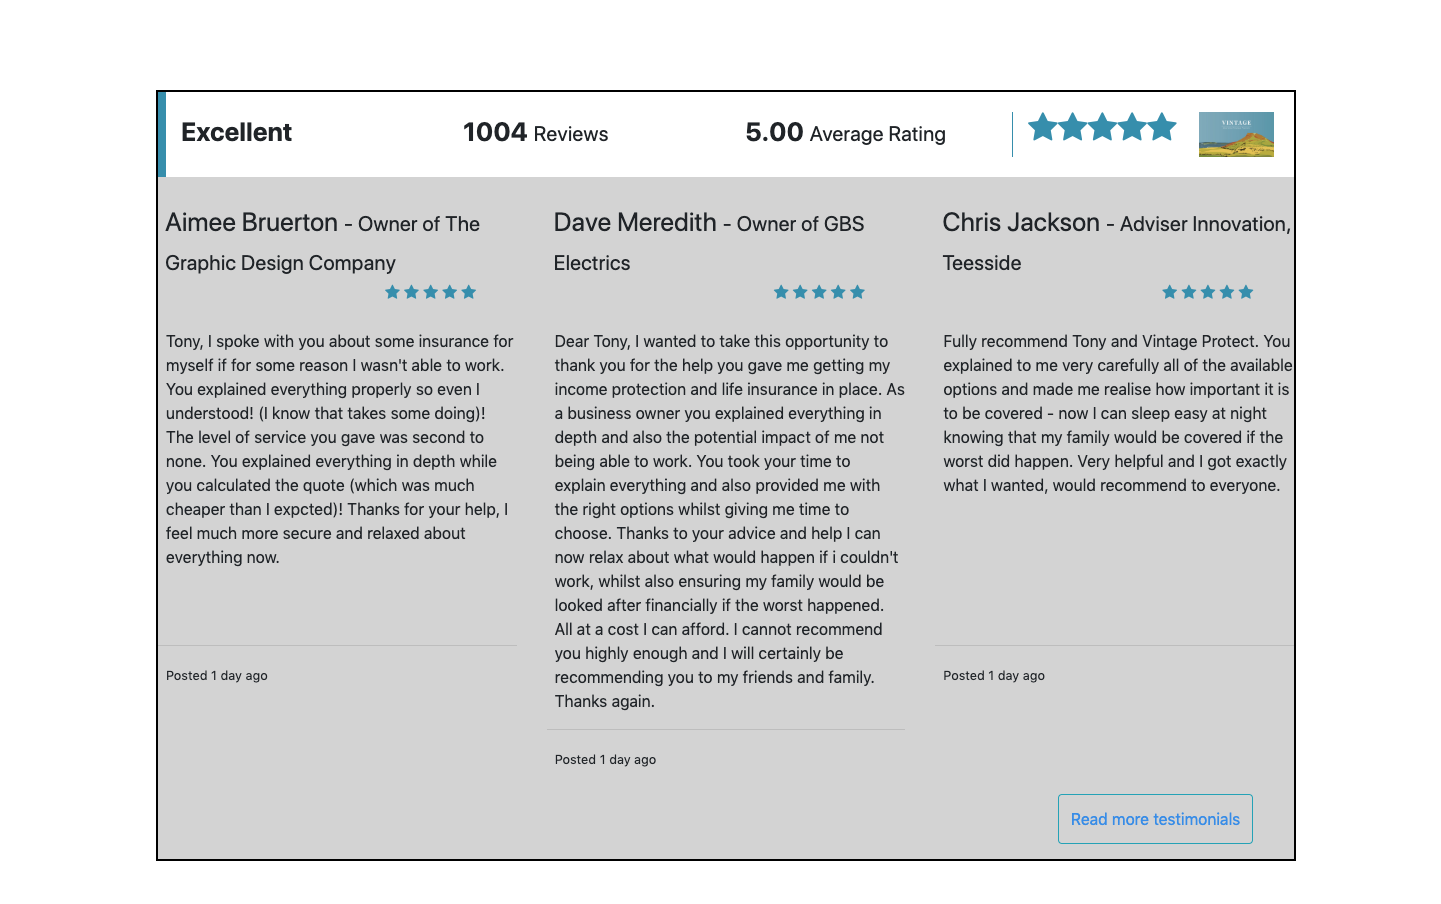 Excellent
1004 Reviews
5.00 Average Rating
VINTAGE
Aimee Bruerton - Owner of The
Graphic Design Company
Tony, I spoke with you about some insurance for
myself if for some reason I wasn't able to work.
You explained everything properly so even I
understood! (I know that takes some doing)!
The level of service you gave was second to
none. You explained everything in depth while
you calculated the quote (which was much
cheaper than I expcted)! Thanks for your help, I
feel much more secure and relaxed about
everything now.
Posted 1 day ago
Dave Meredith - Owner of GBS
Electrics
Dear Tony, I wanted to take this opportunity to
thank you for the help you gave me getting my
income protection and life insurance in place. As
a business owner you explained everything in
depth and also the potential impact of me not
being able to work. You took your time to
explain everything and also provided me with
the right options whilst giving me time to
choose. Thanks to your advice and help I can
now relax about what would happen if i couldn't
work, whilst also ensuring my family would be
looked after financially if the worst happened.
All at a cost I can afford. I cannot recommend
you highly enough and I will certainly be
recommending you to my friends and family.
Thanks again.
Posted 1 day ago
Chris Jackson - Adviser Innovation,
Teesside
Fully recommend Tony and Vintage Protect. You
explained to me very carefully all of the available
options and made me realise how important it is
to be covered - now I can sleep easy at night
knowing that my family would be covered if the
worst did happen. Very helpful and I got exactly
what I wanted, would recommend to everyone.
Posted 1 day ago
Read more testimonials